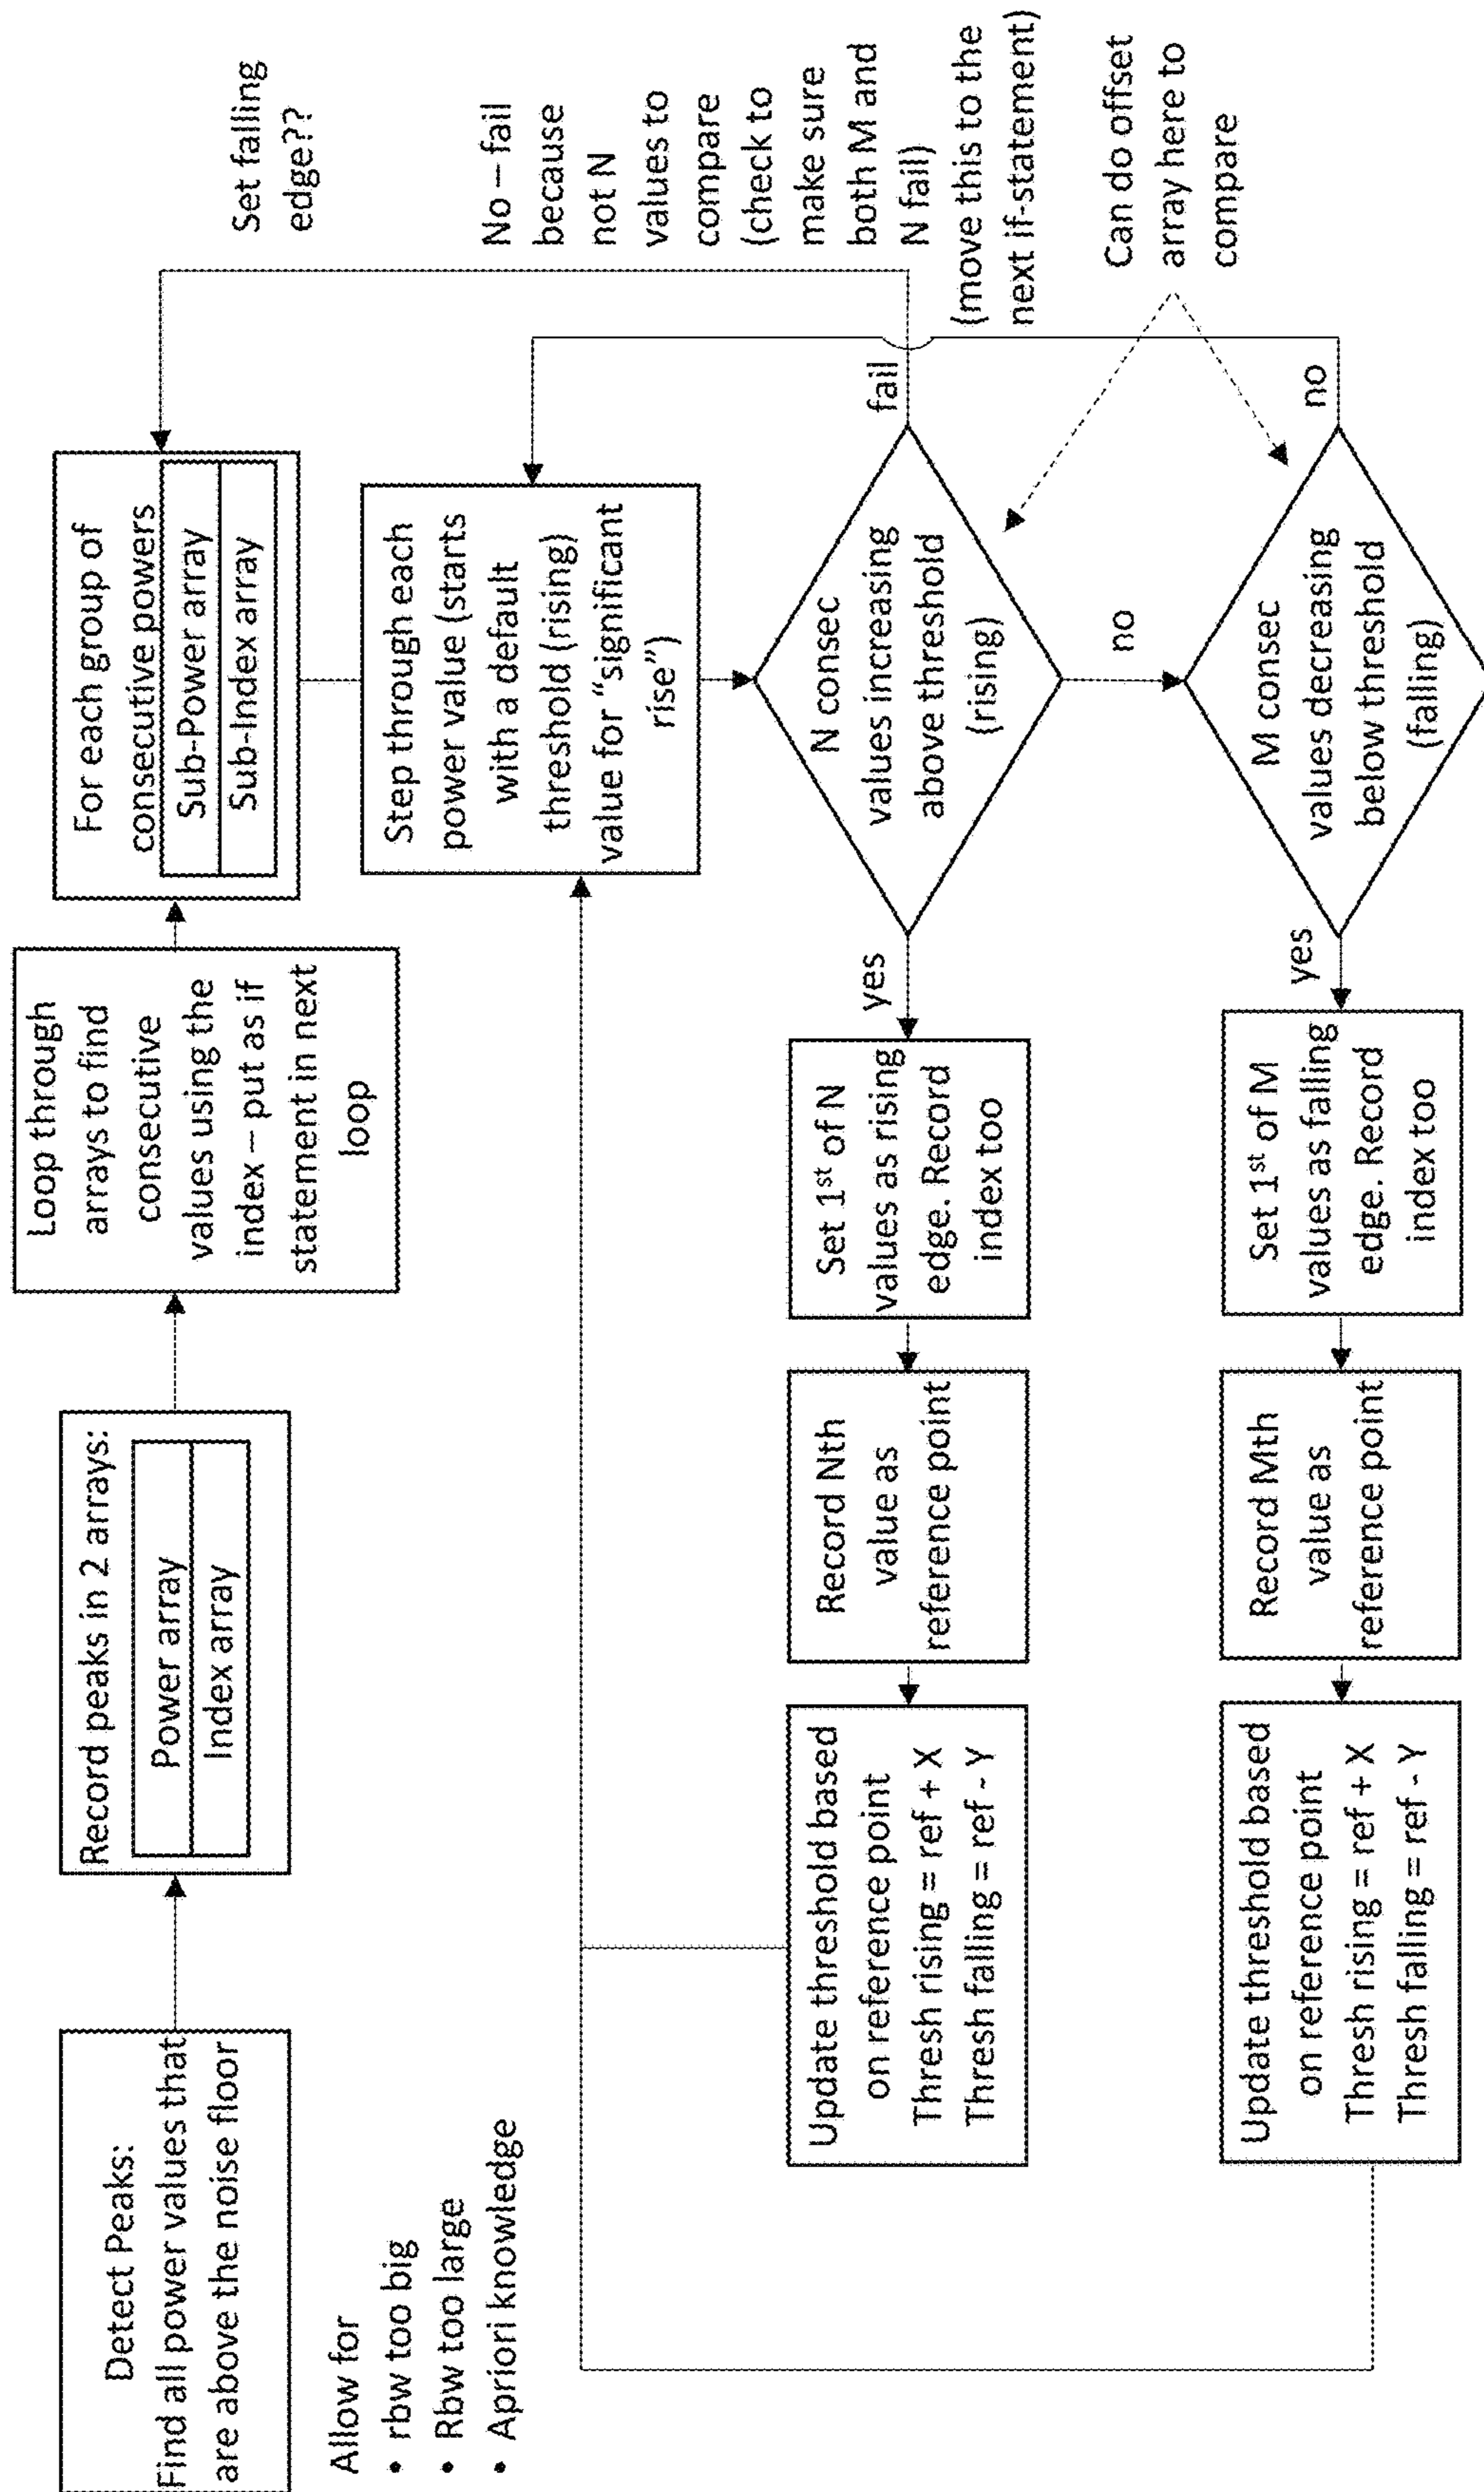 Detect Peaks:
Find all power values that
are above the noise floor
Allow for
• rbw too big
• Rbw too large
• Apriori knowledge
Record peaks in 2 arrays:
Power array
Index array
Loop through
arrays to find
consecutive
values using the
index – put as if
statement in next
loop
For each group of
consecutive powers
Sub-Power array
Sub-Index array
Set falling
edge??
Step through each
power value (starts
with a default
threshold (rising)
value for “significant
rise”)
N consec
values increasing
above threshold
(rising)
fail
No – fail
because
not N
values to
compare
(check to
make sure
both M and
N fail)
(move this to the
next if-statement)
Can do offset
array here to
compare
yes
Set 1st of N
values as rising
edge. Record
index too
Record Nth
value as
reference point
Update threshold based
on reference point
Thresh rising = ref + X
Thresh falling = ref - Y
no
M consec
values decreasing
below threshold
(falling)
no
yes
Set 1st of M
values as falling
edge. Record
index too
Record Mth
value as
reference point
Update threshold based
on reference point
Thresh rising = ref + X
Thresh falling = ref - Y